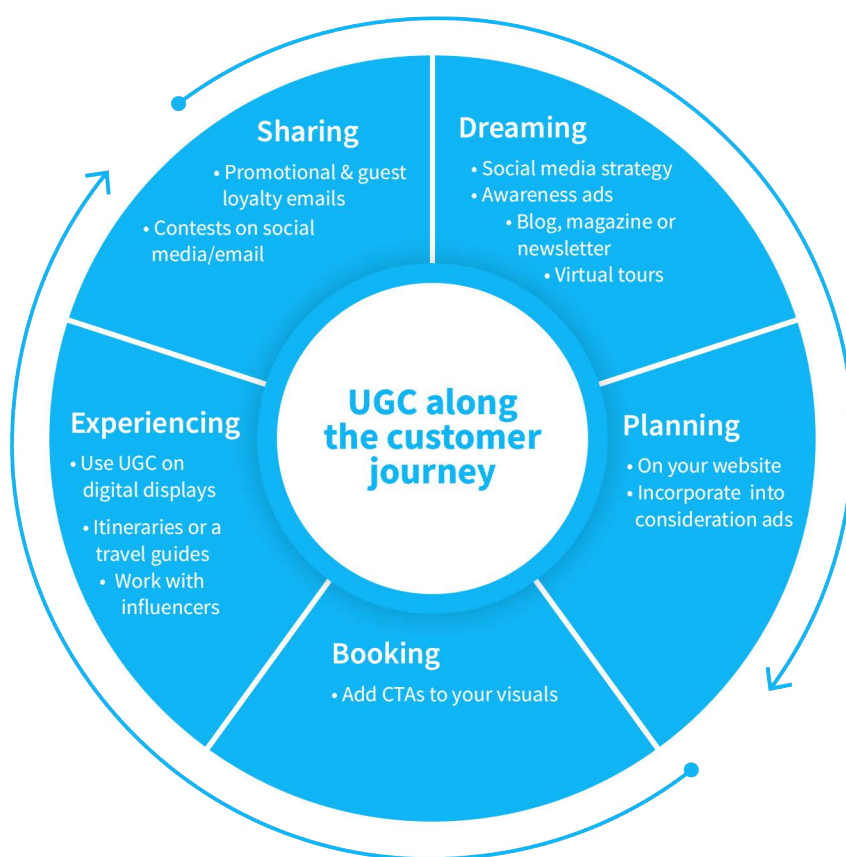 UGC along
the customer
journey
Dreaming
• Social media strategy
• Awareness ads
• Blog, magazine or
newsletter
• Virtual tours
Planning
• On your website
• Incorporate into
consideration ads
Booking
• Add CTAs to your visuals
Experiencing
• Use UGC on
digital displays
• Itineraries or a
travel guides
• Work with
influencers
Sharing
• Promotional & guest
loyalty emails
• Contests on social
media/email